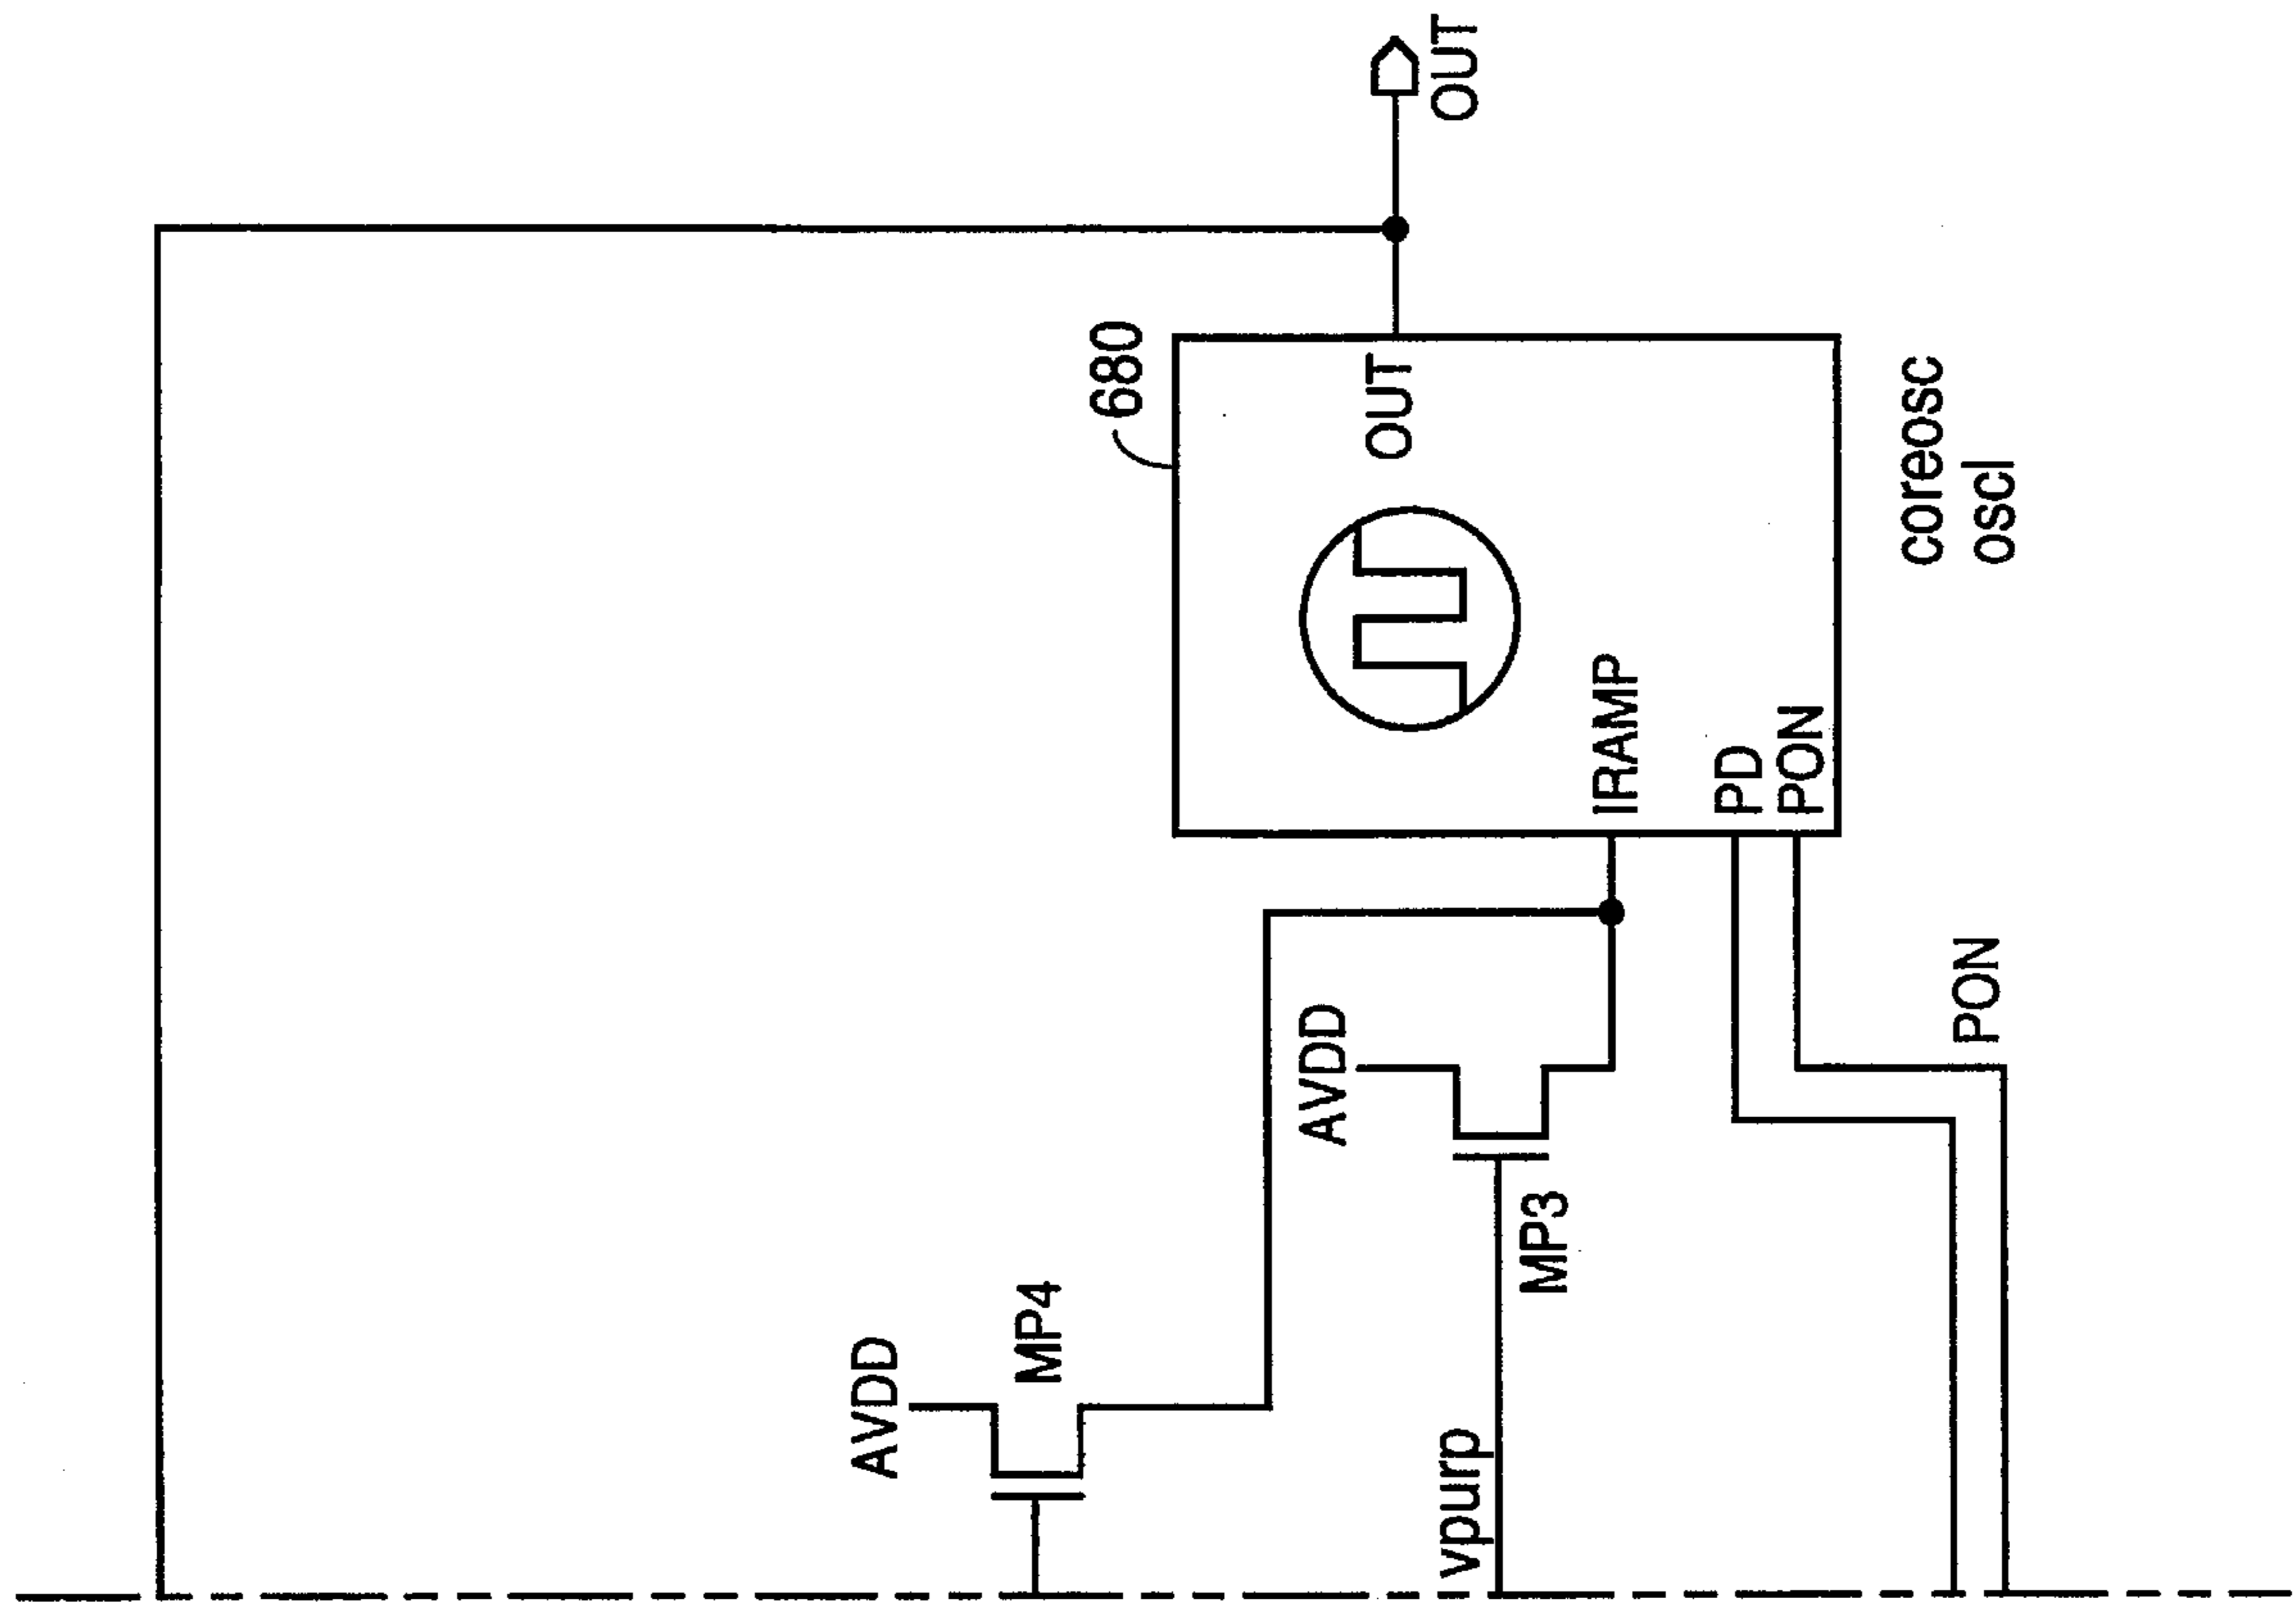 AVDD
MP4
680
AVDD
OUT
OUT
vpurp
MP3
IRAMP
PD
PON
coreosc
PON
oscl